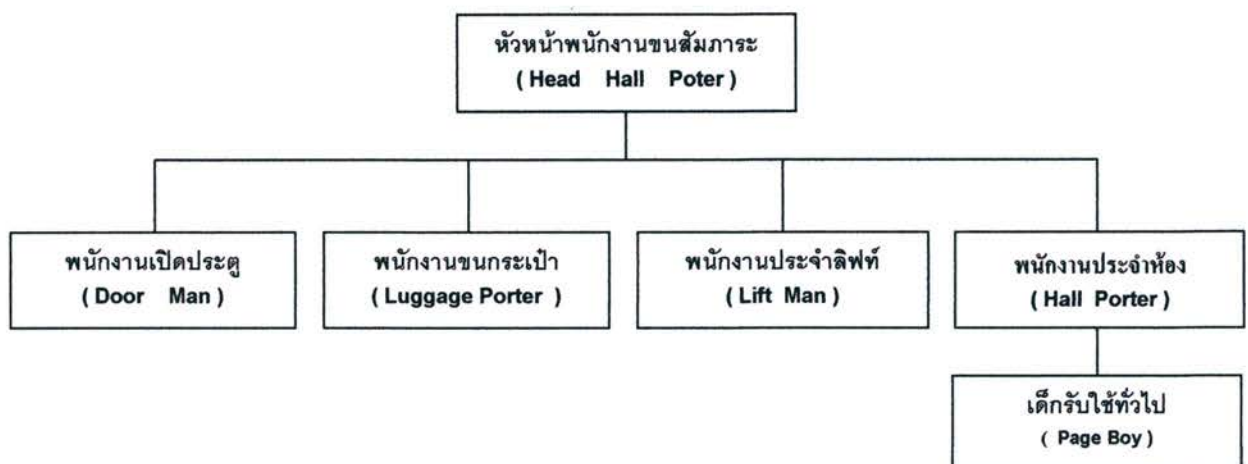 หัวหน้าพนักงานขนสัมภาระ
( Head Hall Poter )
พนักงานเปิดประตู
( Door Man )
พนักงานขนกระเป๋า
( Luggage Porter )
พนักงานประจำลิฟท์
( Lift Man )
พนักงานประจำห้อง
( Hall Porter )
เด็กรับใช้ทั่วไป
( Page Boy )